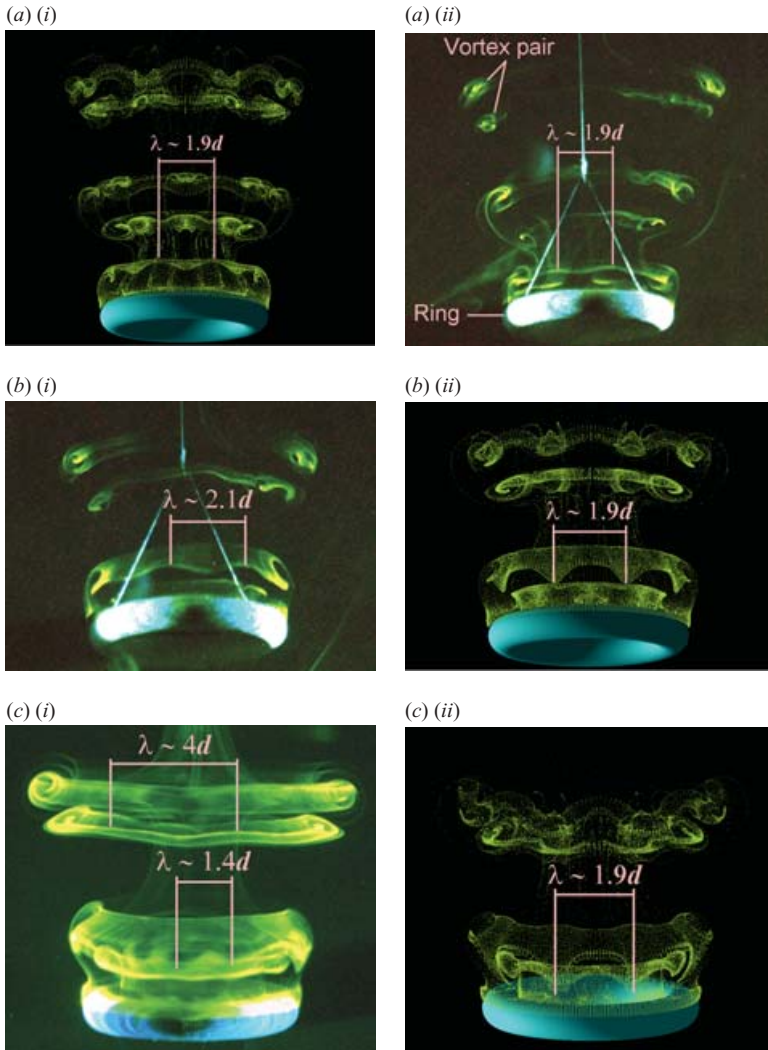 (a) (i)
(a) (ii)
λ ~ 1.9d
Vortex pair
λ ~ 1.9d
Ring
(b) (i)
(b) (ii)
λ ~ 2.1d
λ ~ 1.9d
(c) (i)
(c) (ii)
λ ~ 4d
λ ~ 1.4d
λ ~ 1.9d